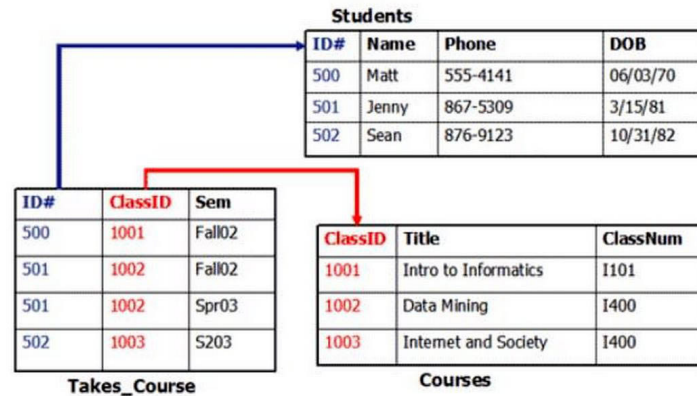 Students
ID# Name Phone DOB
500 Matt 555-4141 06/03/70
501 Jenny 867-5309 3/15/81
502 Sean 876-9123 10/31/82
ID# ClassID Sem
500 1001 Fall02
501 1002 Fall02
501 1002 Spr03
502 1003 S203
Takes_Course
ClassID Title ClassNum
1001 Intro to Informatics I101
1002 Data Mining I400
1003 Internet and Society I400
Courses